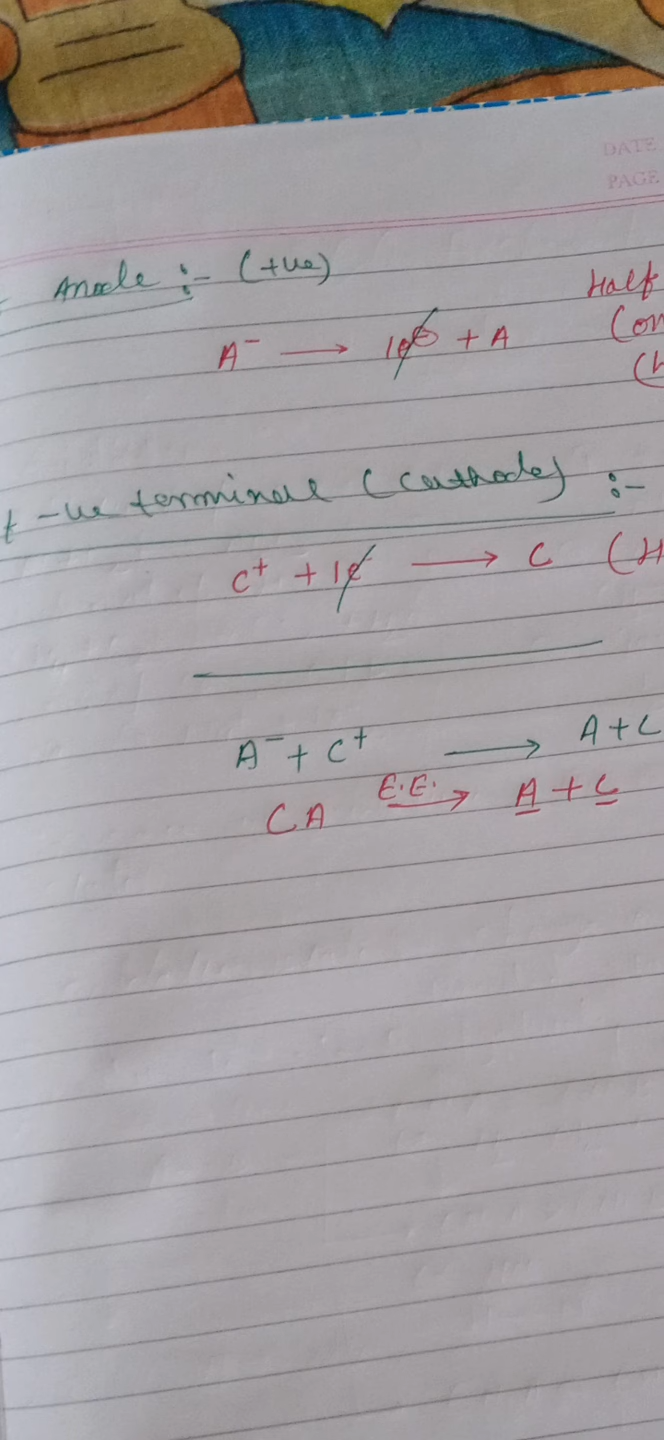 DATE
PAGE
Anode :- (+ve)
Half
A⁻ → 1e⊖ + A
-ve terminal (Cathode) :-
C⁺ + 1e → C (H
A⁻ + C⁺ → A + C
CA E.E.→ A + C